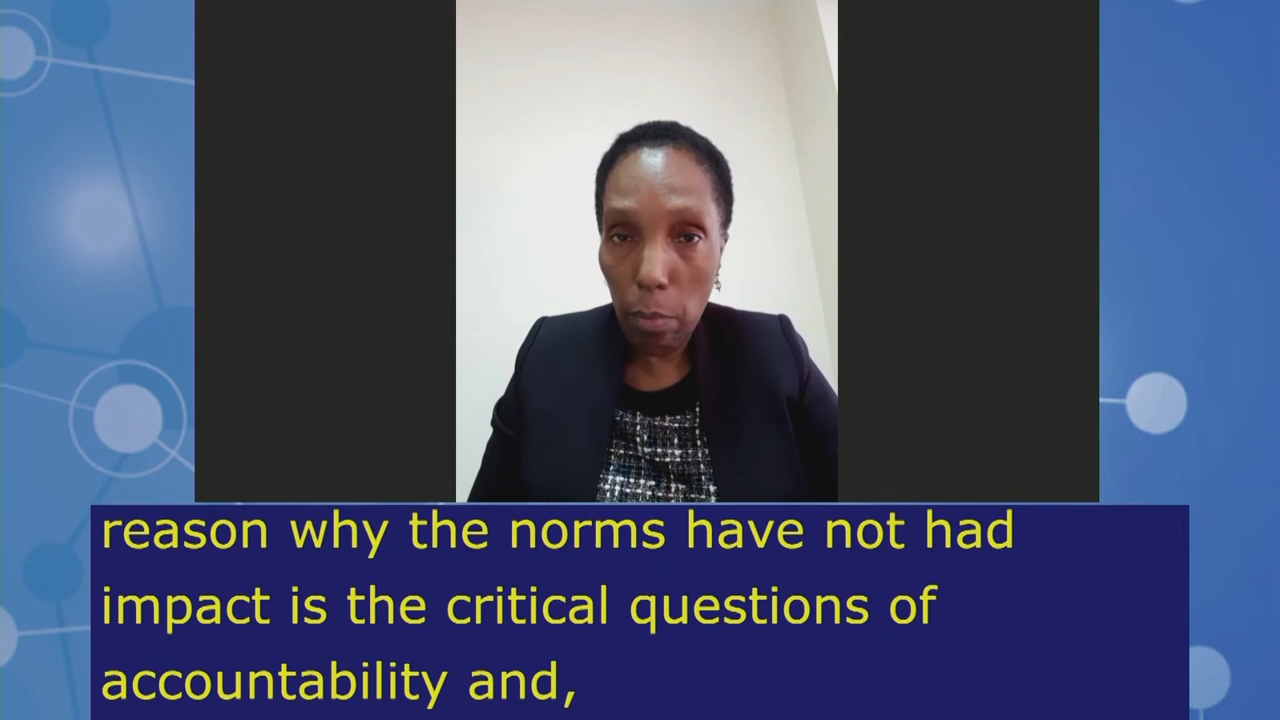 reason why the norms have not had
impact is the critical questions of
accountability and,